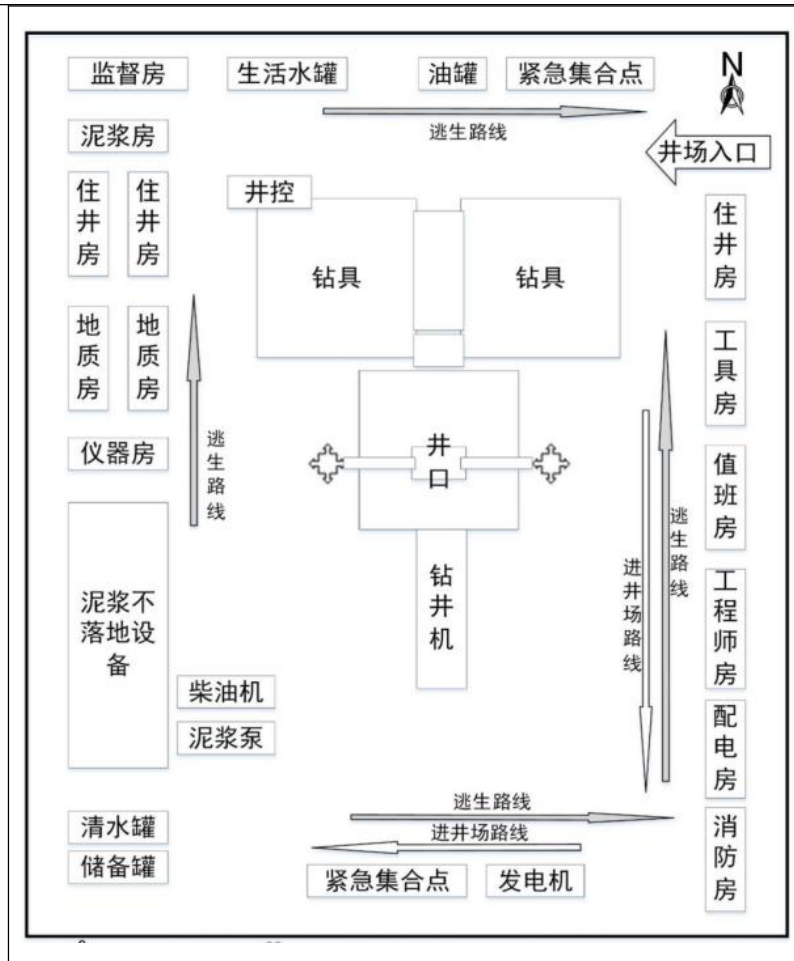 监督房
生活水罐
油罐
紧急集合点
N
逃生路线
井场入口
泥浆房
住井房
住井房
井控
钻具
钻具
住井房
地质房
地质房
工具房
仪器房
逃生路线
井口
值班房
逃生路线
进井场路线
泥浆不
落地设
备
钻井机
工程师房
柴油机
泥浆泵
配电房
逃生路线
进井场路线
清水罐
储备罐
紧急集合点
发电机
消防房